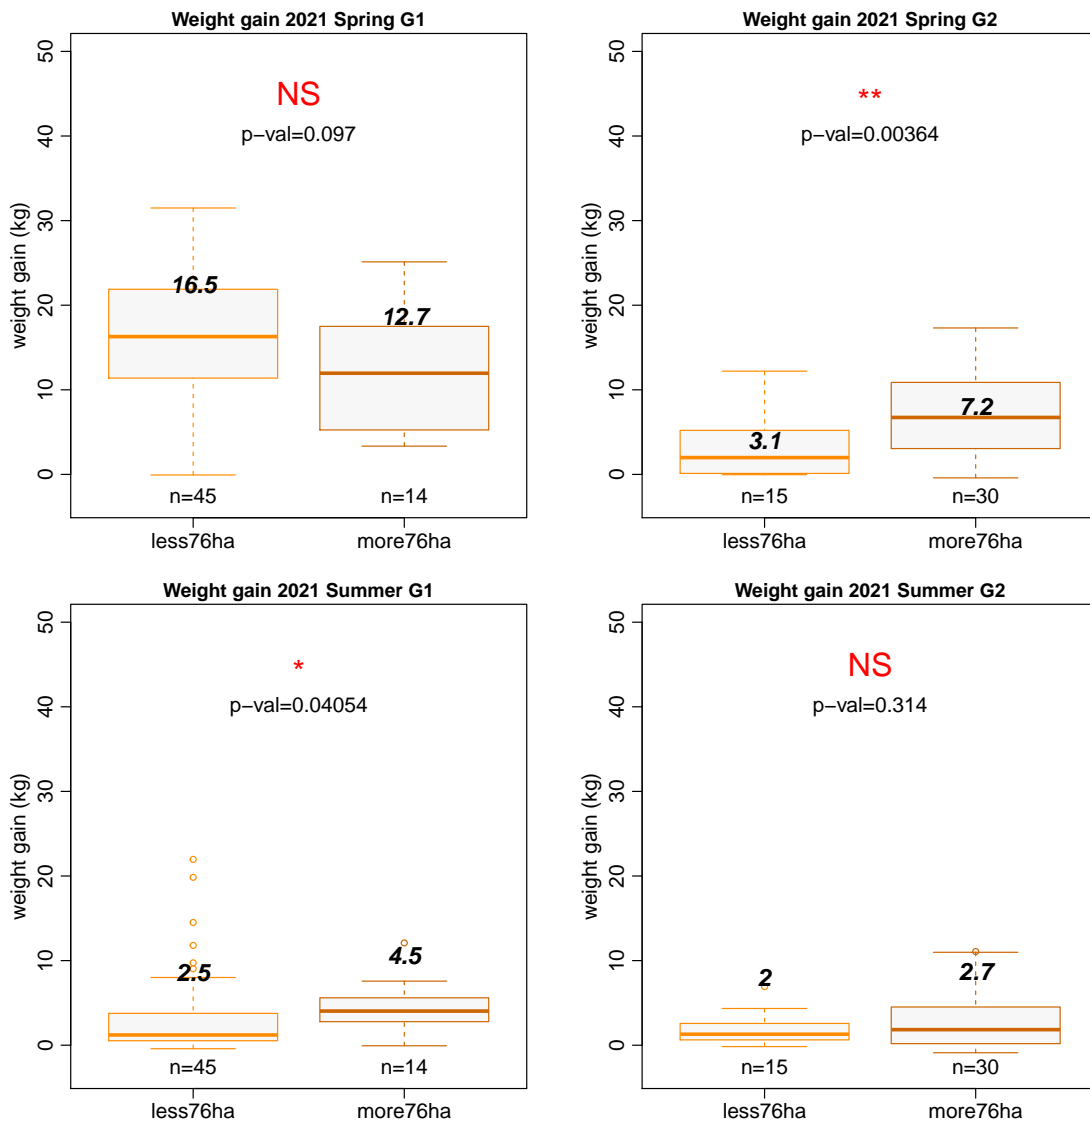 Weight gain 2021 Spring G1
50
40
30
20
10
0
weight gain (kg)
NS
p−val=0.097
16.5
12.7
n=45
n=14
less76ha
more76ha
Weight gain 2021 Spring G2
50
40
30
20
10
0
weight gain (kg)
**
p−val=0.00364
3.1
7.2
n=15
n=30
less76ha
more76ha
Weight gain 2021 Summer G1
50
40
30
20
10
0
weight gain (kg)
*
p−val=0.04054
2.5
4.5
n=45
n=14
less76ha
more76ha
Weight gain 2021 Summer G2
50
40
30
20
10
0
weight gain (kg)
NS
p−val=0.314
2
2.7
n=15
n=30
less76ha
more76ha